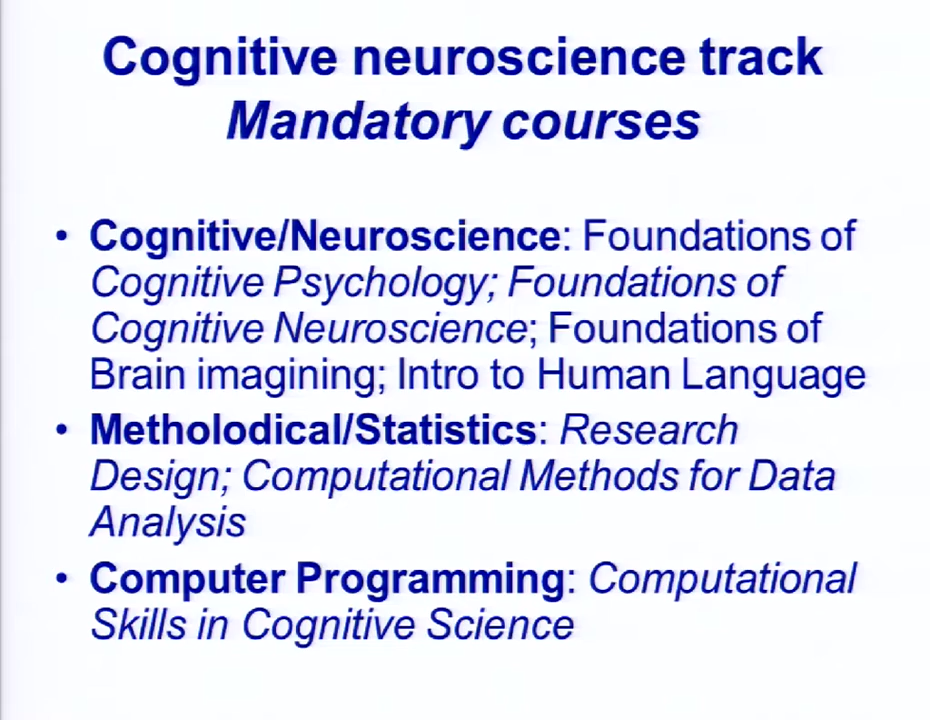 Cognitive neuroscience track
Mandatory courses
• Cognitive/Neuroscience: Foundations of
Cognitive Psychology; Foundations of
Cognitive Neuroscience; Foundations of
Brain imagining; Intro to Human Language
• Metholodical/Statistics: Research
Design; Computational Methods for Data
Analysis
• Computer Programming: Computational
Skills in Cognitive Science